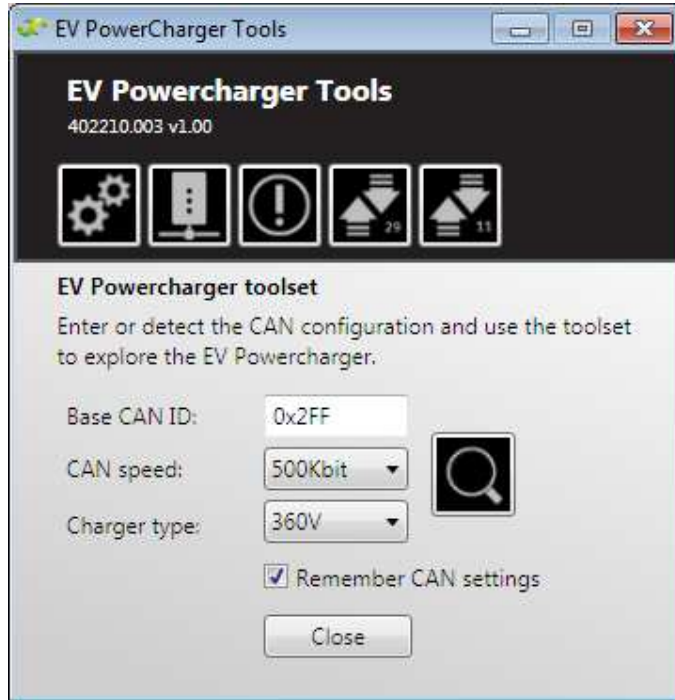 EV PowerCharger Tools
EV Powercharger Tools
402210.003 v1.00
29
11
EV Powercharger toolset
Enter or detect the CAN configuration and use the toolset
to explore the EV Powercharger.
Base CAN ID: 0x2FF
CAN speed: 500Kbit
Charger type: 360V
Remember CAN settings
Close